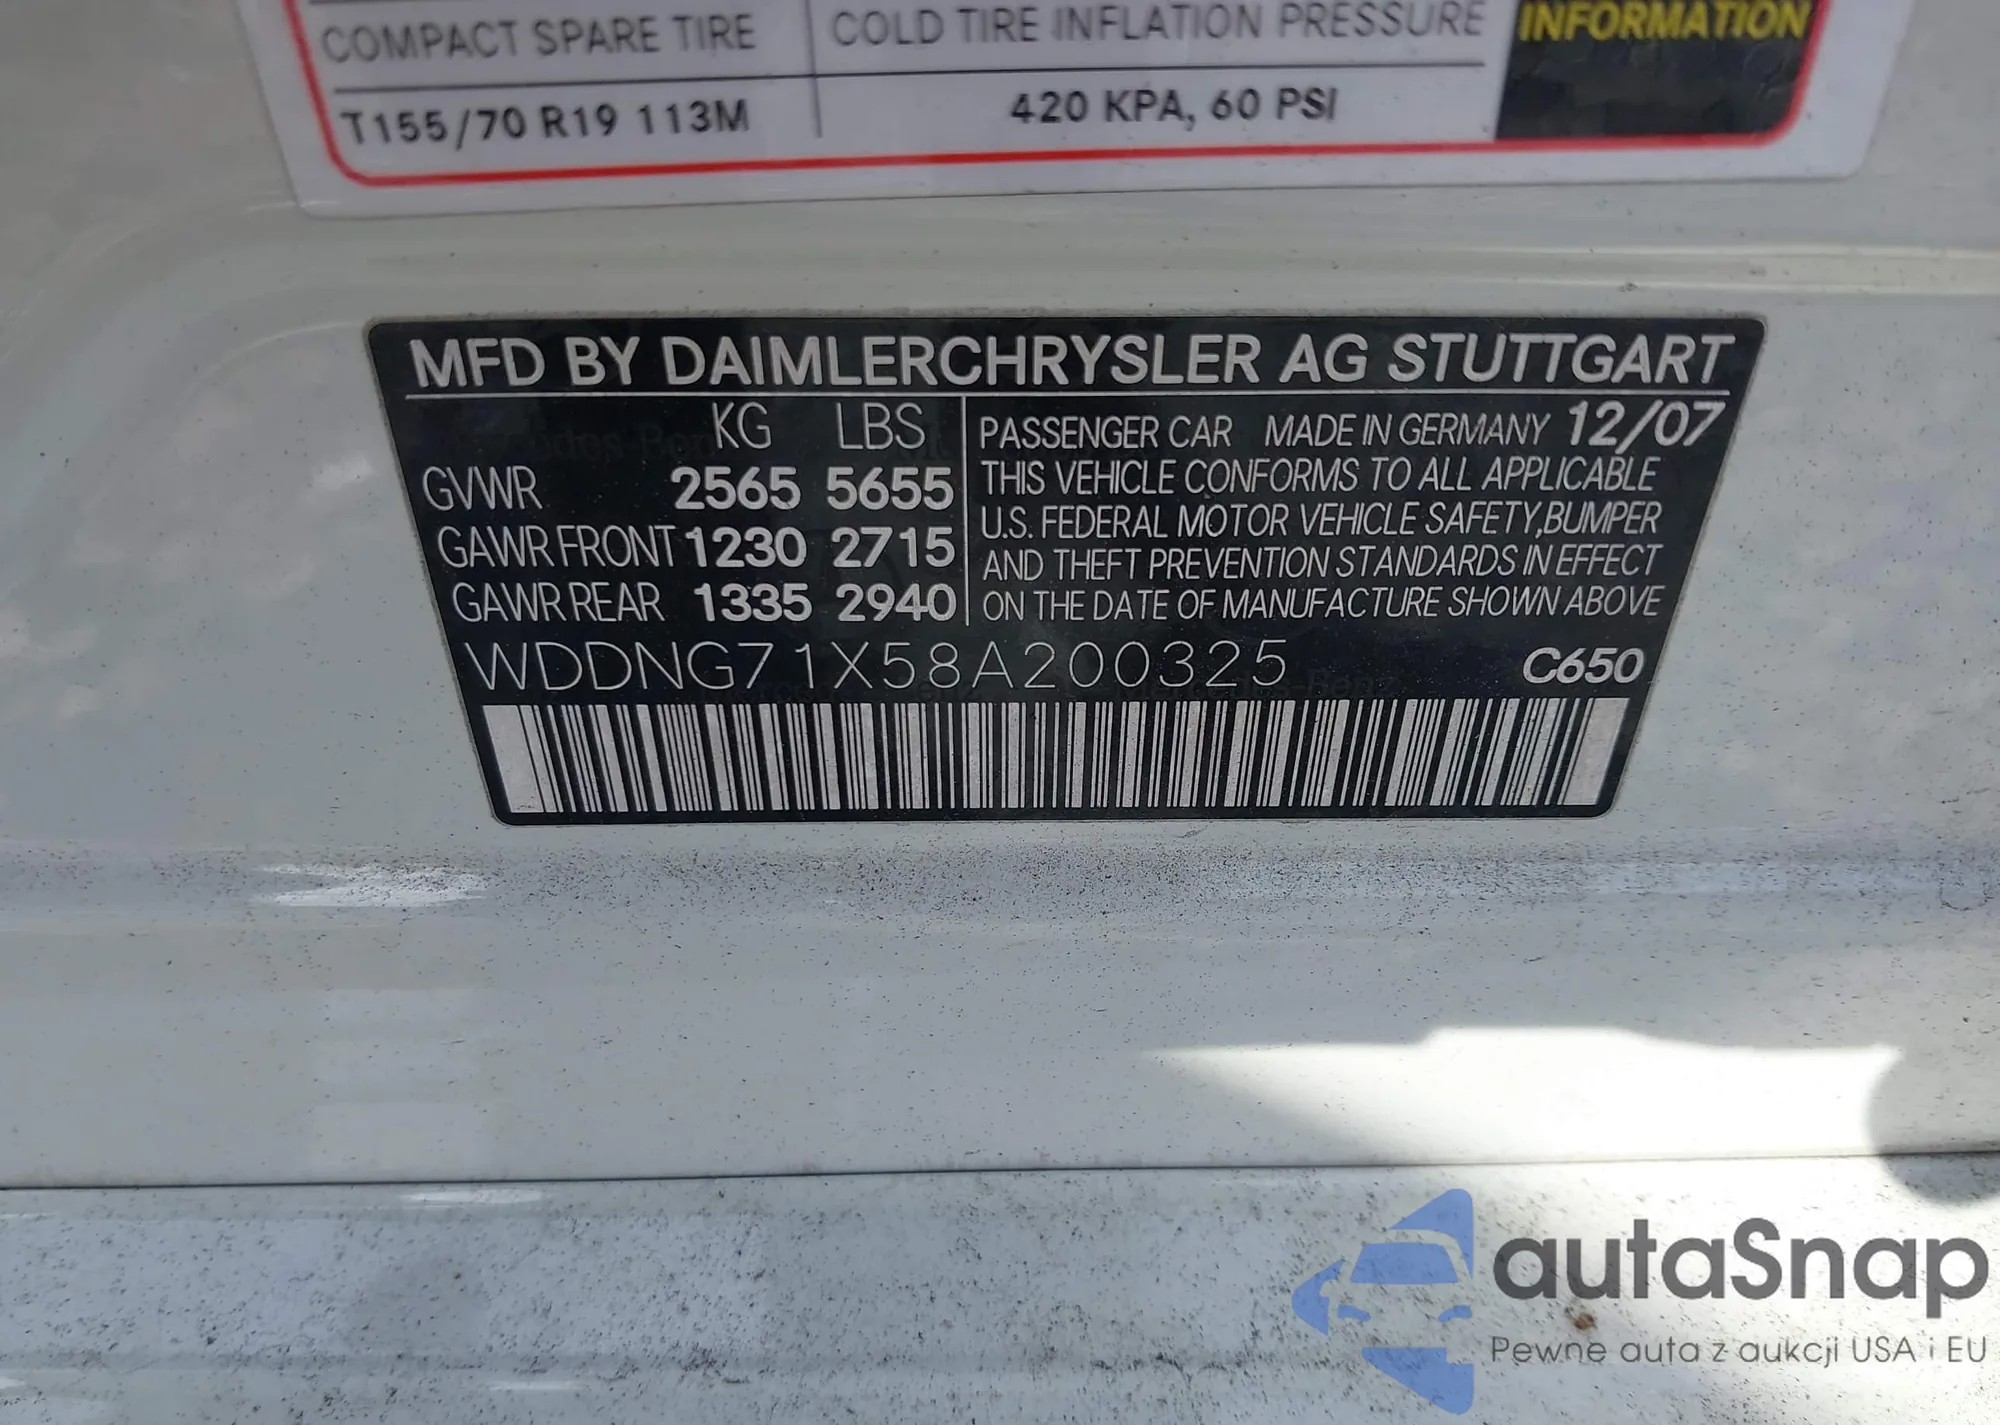 COMPACT SPARE TIRE
COLD TIRE INFLATION PRESSURE
INFORMATION
T155/70 R19 113M
420 KPA, 60 PSI
MFD BY DAIMLERCHRYSLER AG STUTTGART
KG LBS
GVWR 2565 5655
GAWR FRONT 1230 2715
GAWR REAR 1335 2940
PASSENGER CAR MADE IN GERMANY 12/07
THIS VEHICLE CONFORMS TO ALL APPLICABLE
U.S. FEDERAL MOTOR VEHICLE SAFETY, BUMPER
AND THEFT PREVENTION STANDARDS IN EFFECT
ON THE DATE OF MANUFACTURE SHOWN ABOVE
WDDNG71X58A200325 C650
autaSnap
Pewne auta z aukcji USA i EU